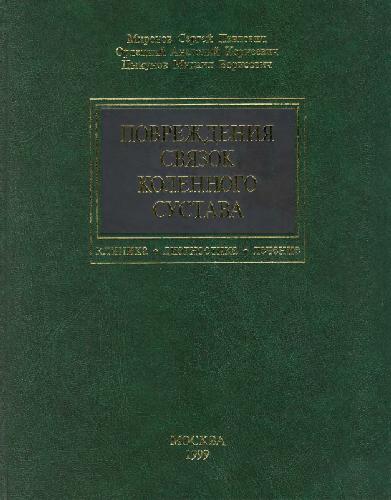 Миронов Сергей Павлович
Орлецкий Анатолий Корнеевич
Цыкунов Михаил Борисович
ПОВРЕЖДЕНИЯ
СВЯЗОК
КОЛЕННОГО
СУСТАВА
КЛИНИКА • ДИАГНОСТИКА • ЛЕЧЕНИЕ
МОСКВА
1999